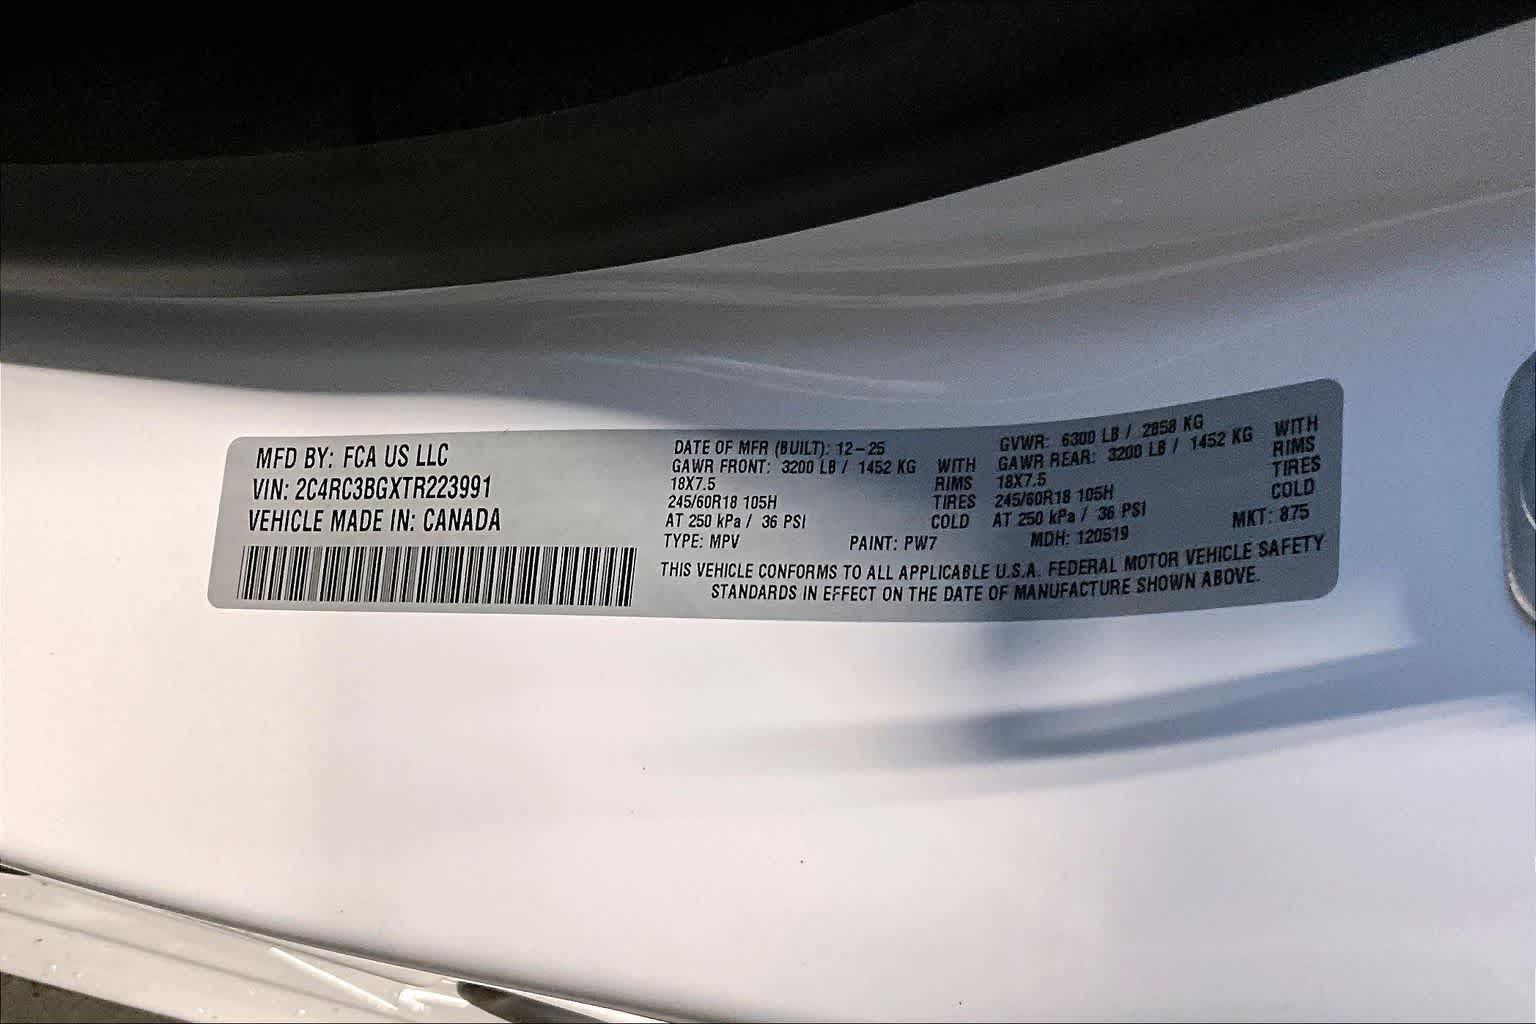 MFD BY: FCA US LLC
VIN: 2C4RC3BGXTR223991
VEHICLE MADE IN: CANADA
DATE OF MFR (BUILT): 12-25
GAWR FRONT: 3200 LB / 1452 KG WITH
18X7.5 RIMS
245/60R18 105H TIRES
AT 250 kPa / 36 PSI COLD
TYPE: MPV PAINT: PW7
GVWR: 6300 LB / 2858 KG
GAWR REAR: 3200 LB / 1452 KG WITH
18X7.5 RIMS
245/60R18 105H TIRES
AT 250 kPa / 36 PSI COLD
MDH: 120519 MKT: 875
THIS VEHICLE CONFORMS TO ALL APPLICABLE U.S.A. FEDERAL MOTOR VEHICLE SAFETY
STANDARDS IN EFFECT ON THE DATE OF MANUFACTURE SHOWN ABOVE.